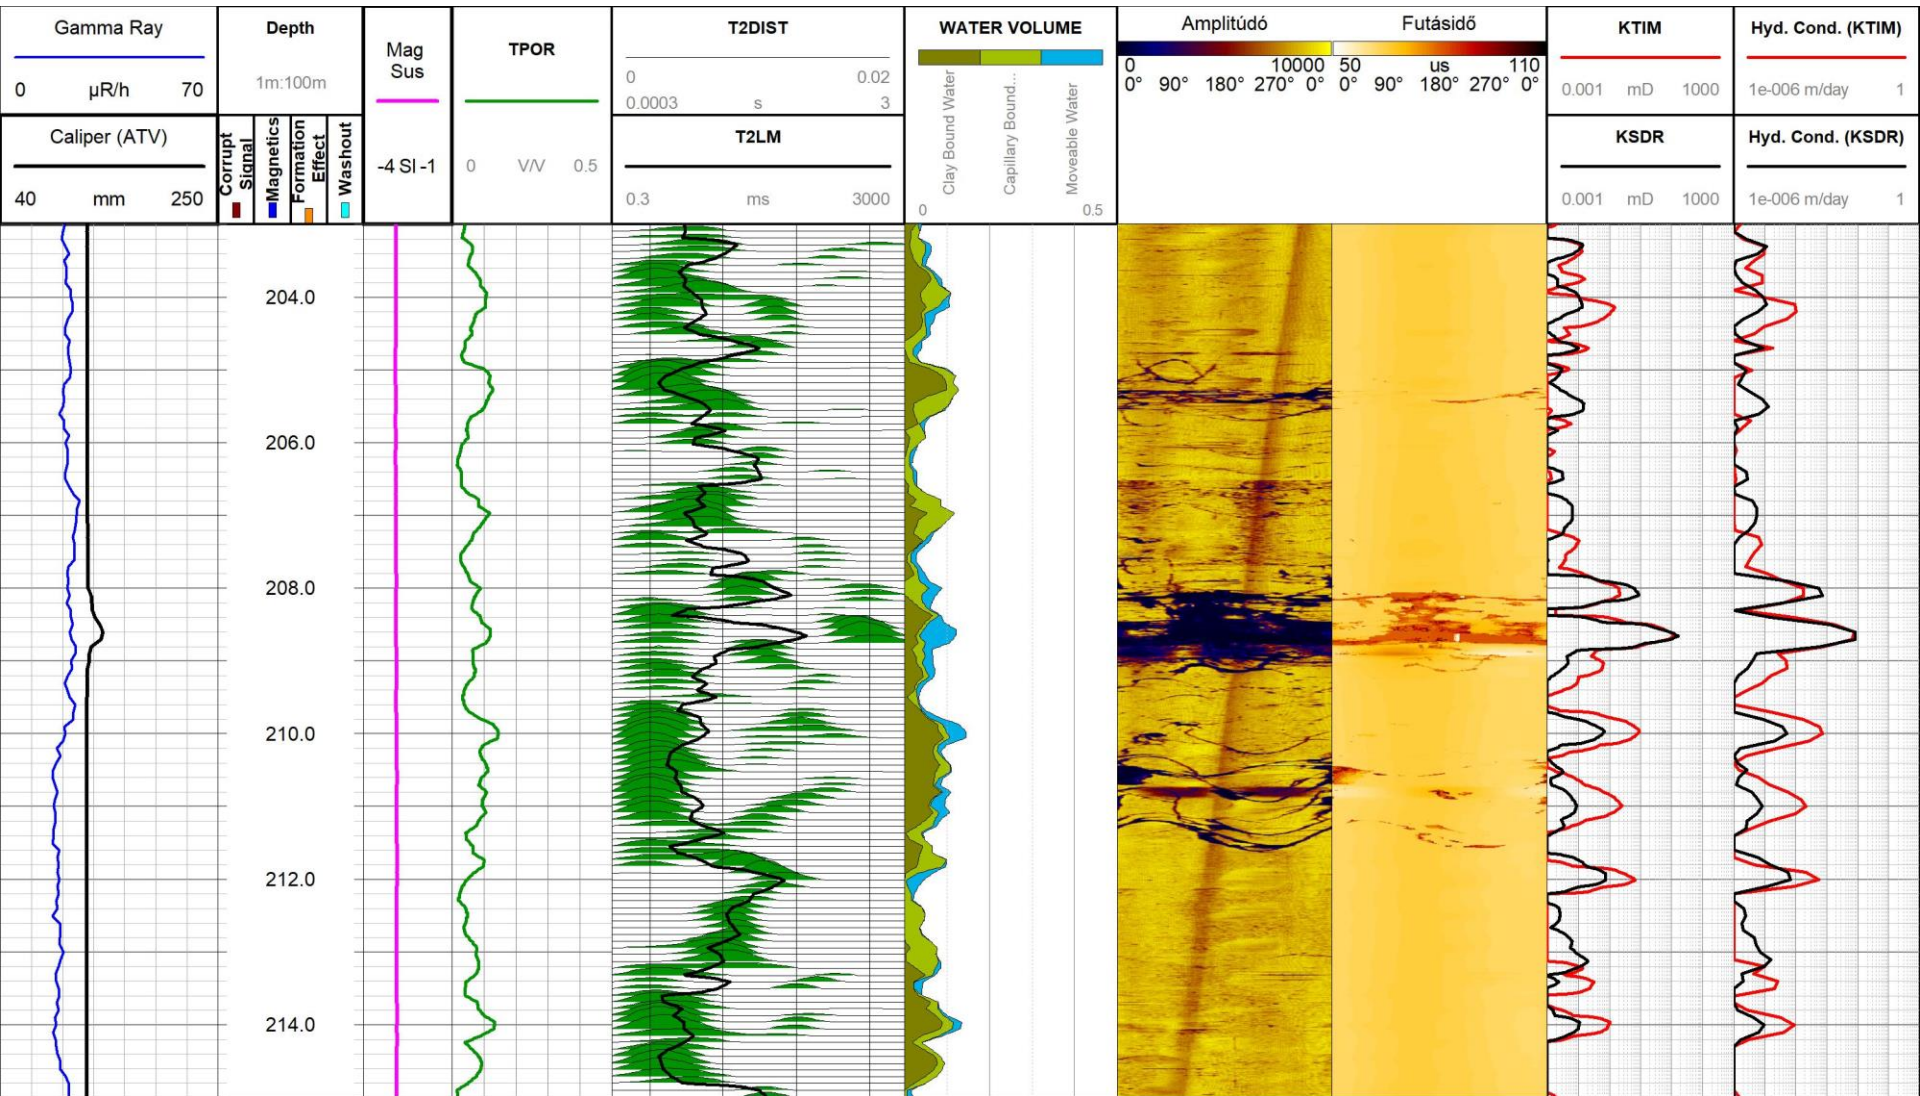 Gamma Ray
0 µR/h 70
Caliper (ATV)
40 mm 250
Depth
1m:100m
Corrupt Signal
Magnetics
Formation Effect
Washout
Mag
Sus
-4 SI -1
TPOR
0 V/V 0.5
T2DIST
0 0.02
0.0003 s 3
T2LM
0.3 ms 3000
WATER VOLUME
Clay Bound Water
Capillary Bound...
Moveable Water
0 0.5
Amplitúdó
0 10000
0° 90° 180° 270° 0°
Futásidő
50 us 110
0° 90° 180° 270° 0°
KTIM
0.001 mD 1000
KSDR
0.001 mD 1000
Hyd. Cond. (KTIM)
1e-006 m/day 1
Hyd. Cond. (KSDR)
1e-006 m/day 1
204.0
206.0
208.0
210.0
212.0
214.0